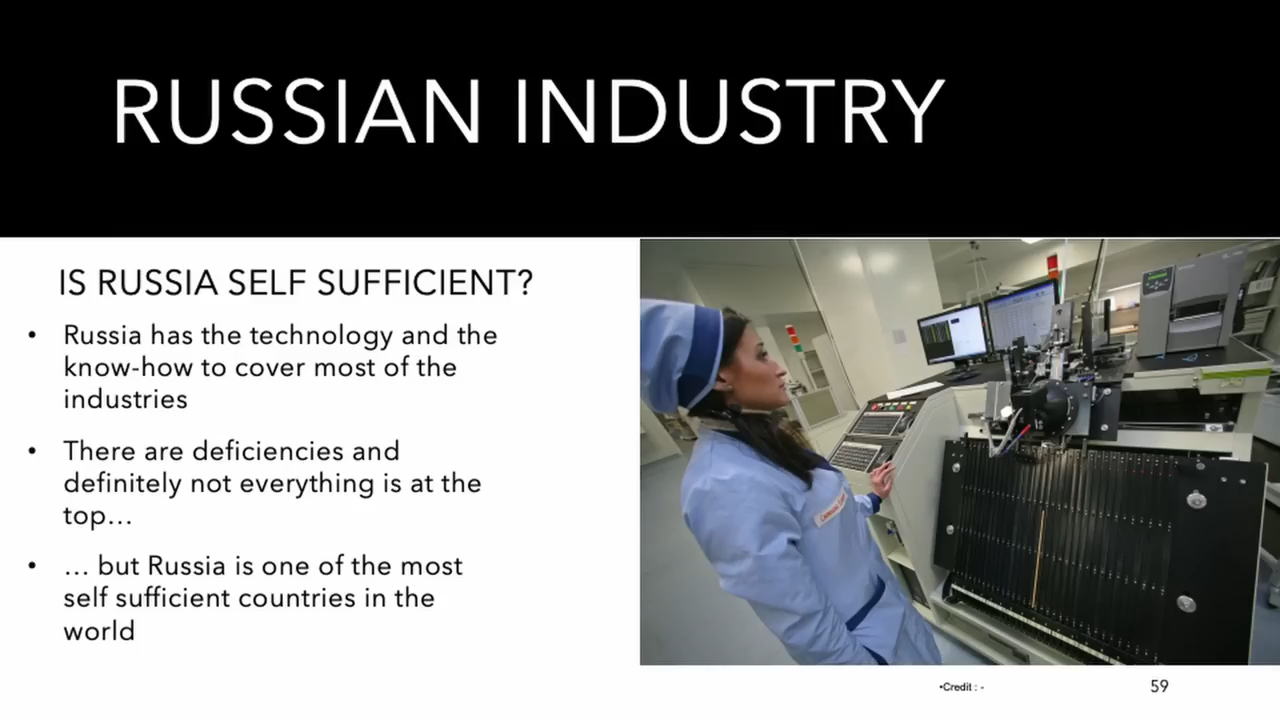 RUSSIAN INDUSTRY
IS RUSSIA SELF SUFFICIENT?
• Russia has the technology and the
know-how to cover most of the
industries
• There are deficiencies and
definitely not everything is at the
top…
• … but Russia is one of the most
self sufficient countries in the
world
•Credit : -
59